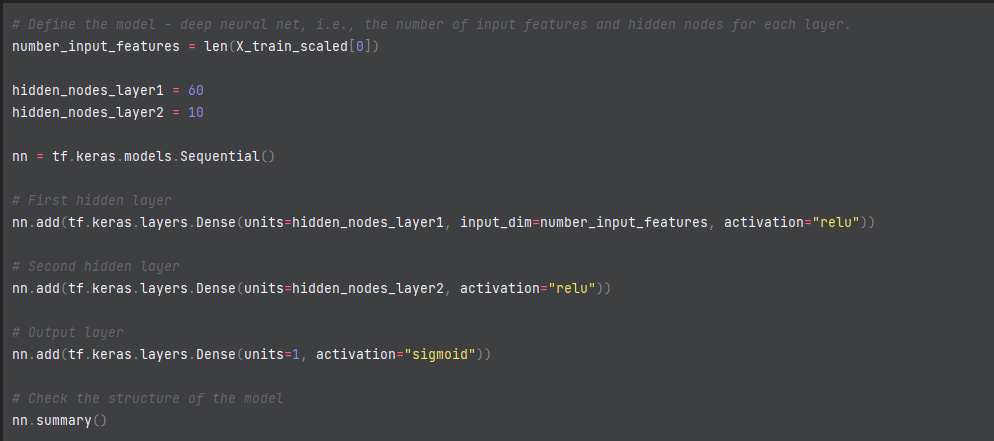 # Define the model - deep neural net, i.e., the number of input features and hidden nodes for each layer.
number_input_features = len(X_train_scaled[0])
hidden_nodes_layer1 = 60
hidden_nodes_layer2 = 10
nn = tf.keras.models.Sequential()
# First hidden layer
nn.add(tf.keras.layers.Dense(units=hidden_nodes_layer1, input_dim=number_input_features, activation="relu"))
# Second hidden layer
nn.add(tf.keras.layers.Dense(units=hidden_nodes_layer2, activation="relu"))
# Output layer
nn.add(tf.keras.layers.Dense(units=1, activation="sigmoid"))
# Check the structure of the model
nn.summary()